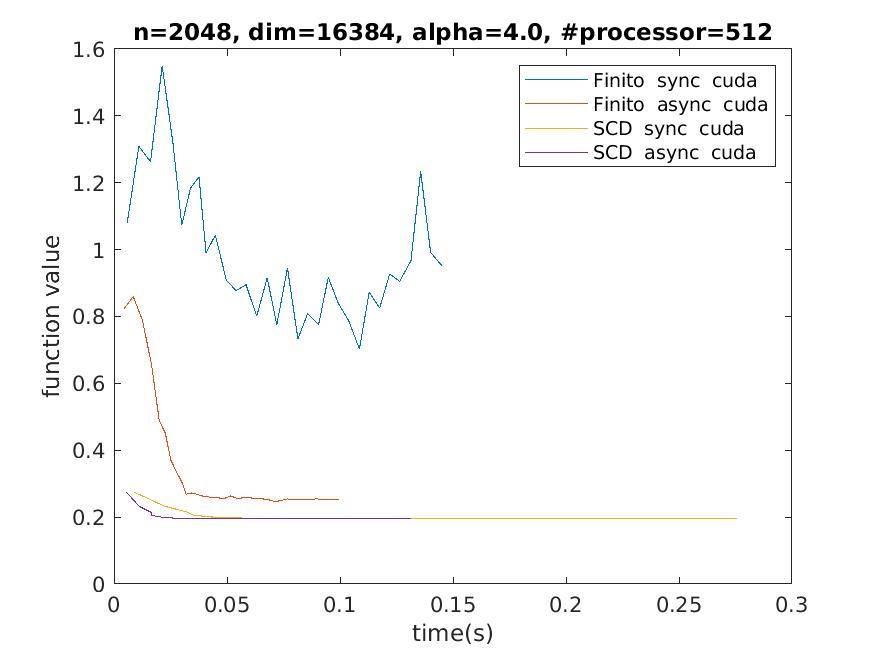 n=2048, dim=16384, alpha=4.0, #processor=512
1.6
1.4
1.2
1
0.8
0.6
0.4
0.2
0
function value
Finito sync cuda
Finito async cuda
SCD sync cuda
SCD async cuda
0 0.05 0.1 0.15 0.2 0.25 0.3
time(s)